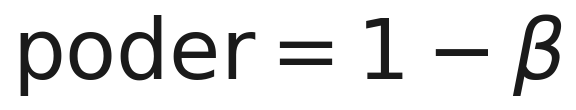 poder = 1 − β